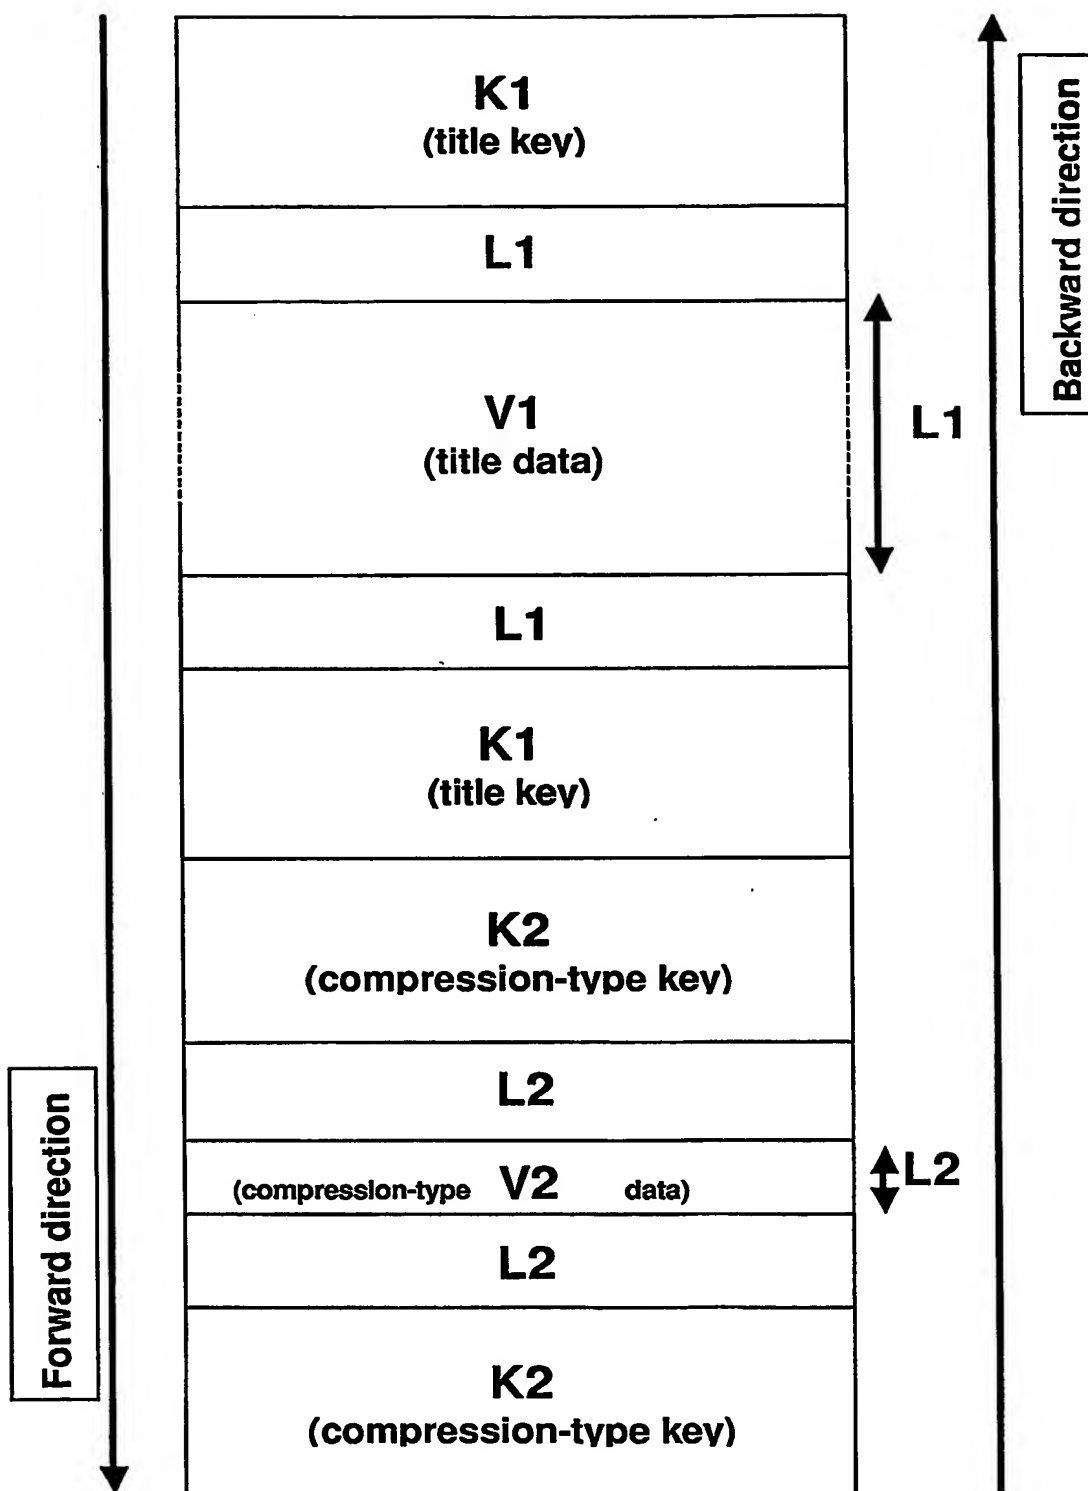 K1
(title key)
L1
V1
(title data)
L1
L1
K1
(title key)
K2
(compression-type key)
L2
(compression-type V2 data)
L2
L2
K2
(compression-type key)
Forward direction
Backward direction